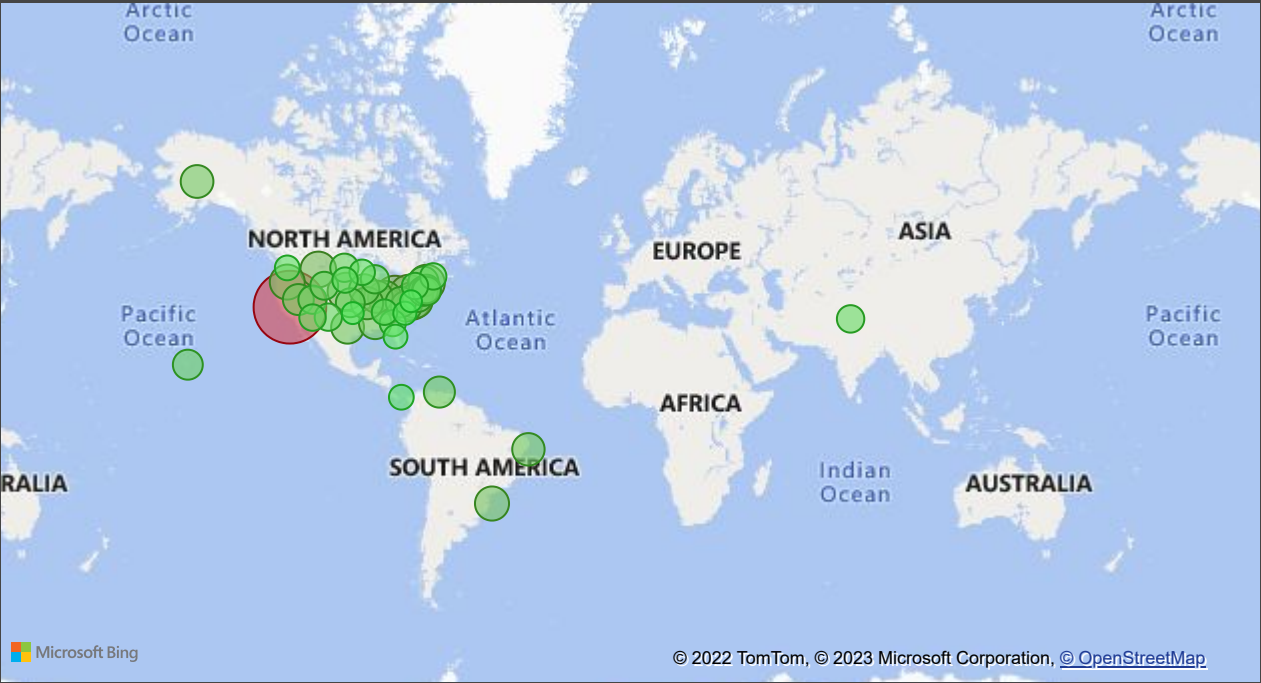 Arctic
Ocean
Arctic
Ocean
NORTH AMERICA
EUROPE
ASIA
Pacific
Ocean
Atlantic
Ocean
Pacific
Ocean
AFRICA
SOUTH AMERICA
Indian
Ocean
RALIA
AUSTRALIA
Microsoft Bing
© 2022 TomTom, © 2023 Microsoft Corporation, © OpenStreetMap